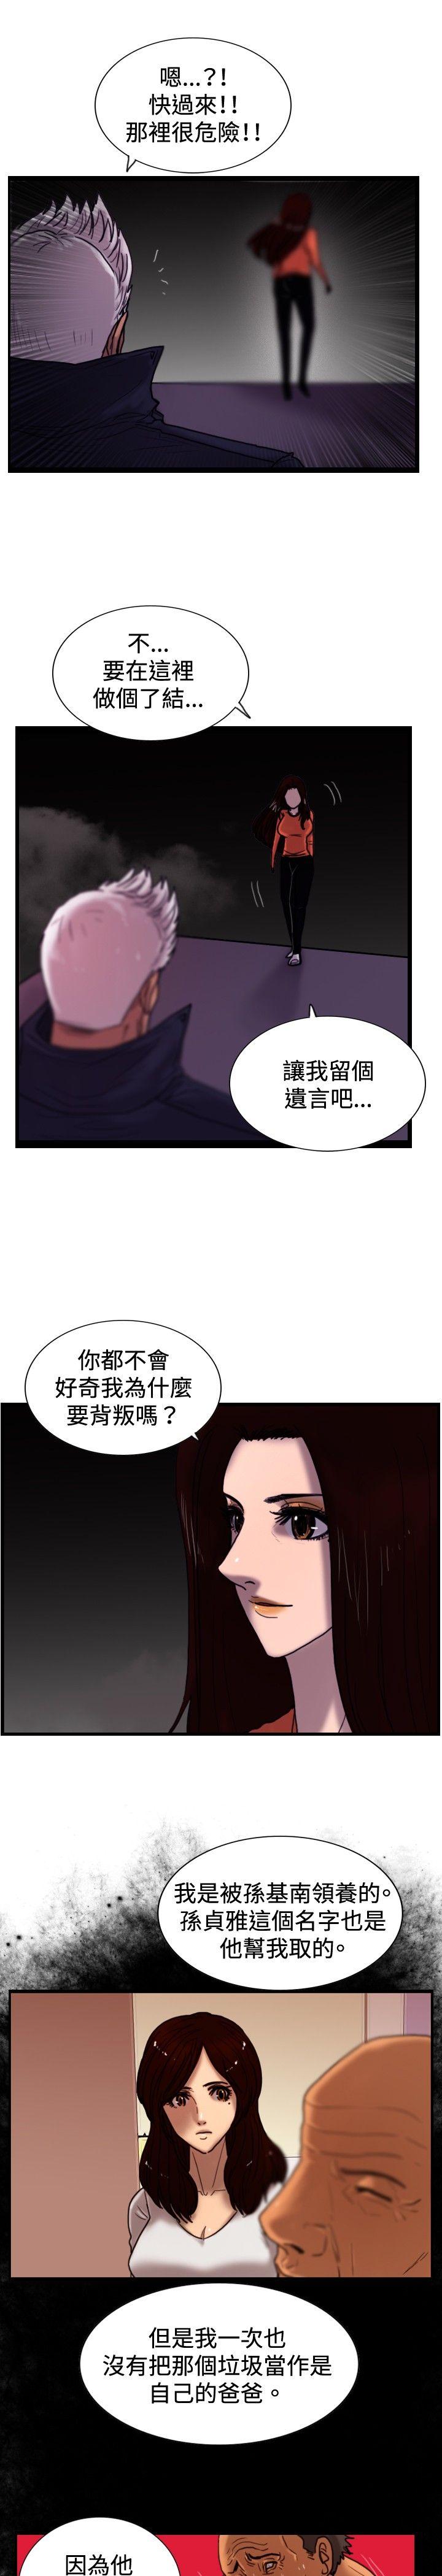 嗯...?!
快過來!!
那裡很危險!!
不...
要在這裡
做個了結...
讓我留個
遺言吧...
你都不會
好奇我為什麼
要背叛嗎？
我是被孫基南領養的。
孫貞雅這個名字也是
他幫我取的。
但是我一次也
沒有把那個垃圾當作是
自己的爸爸。
因為他